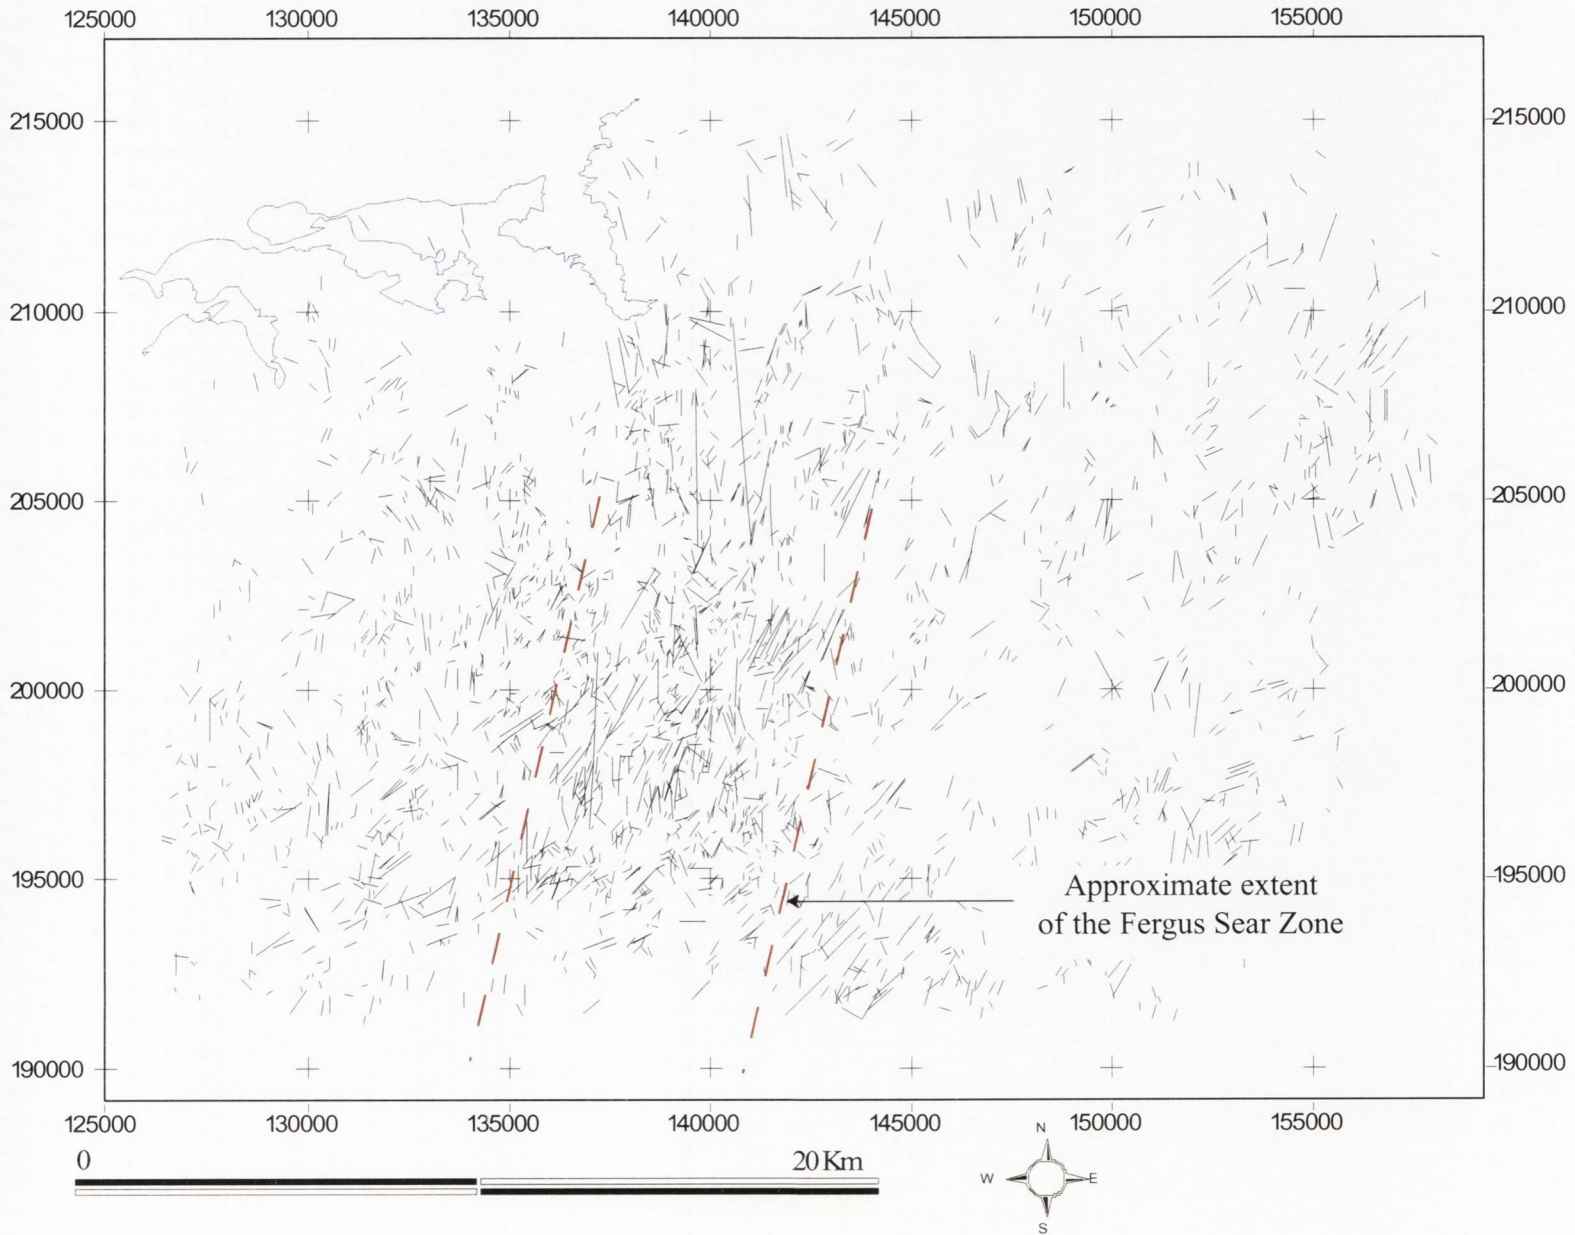 125000 130000 135000 140000 145000 150000 155000
215000 215000
210000 210000
205000 205000
200000 200000
195000 195000
Approximate extent
of the Fergus Sear Zone
190000 190000
125000 130000 135000 140000 145000 150000 155000
0 20 Km
N
W E
S